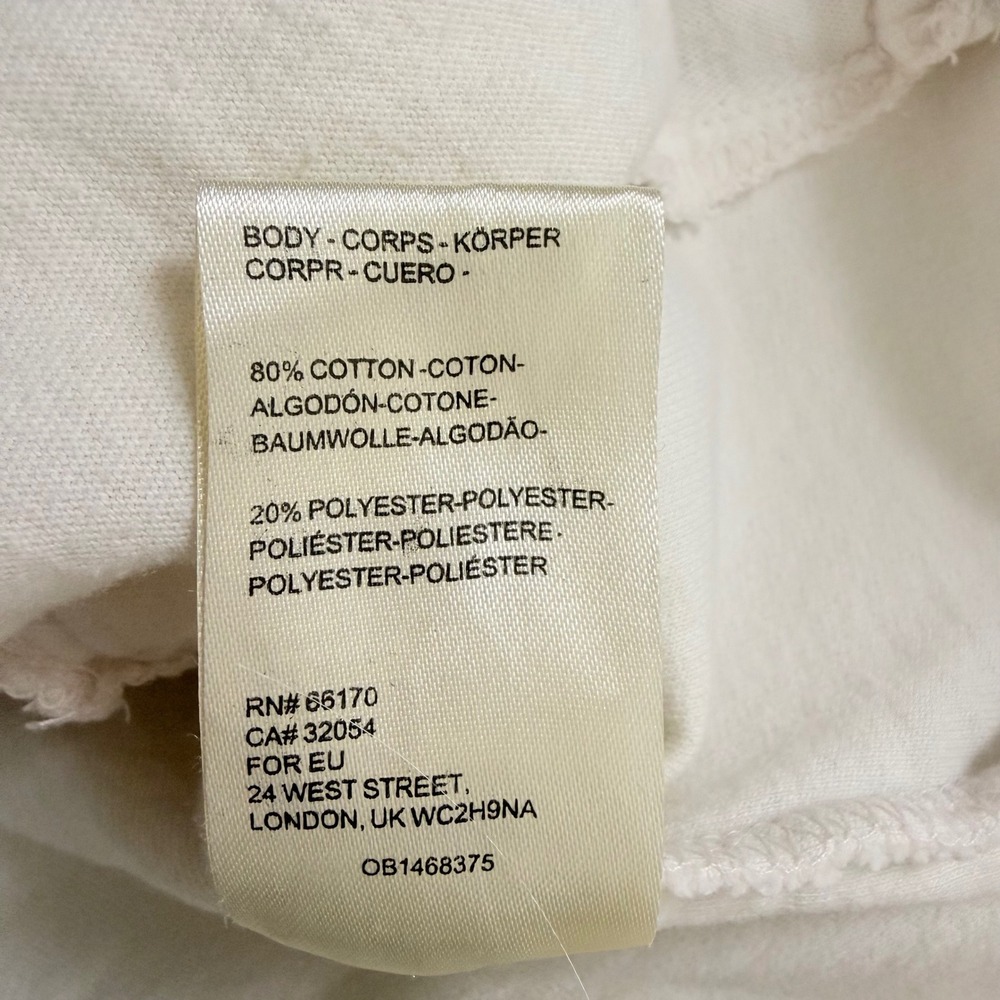 BODY - CORPS - KÖRPER
CORPR - CUERO -
80% COTTON -COTON-
ALGODÓN-COTONE-
BAUMWOLLE-ALGODÃO-
20% POLYESTER-POLYESTER-
POLIÉSTER-POLIESTERE -
POLYESTER-POLIÉSTER
RN# 66170
CA# 32054
FOR EU
24 WEST STREET,
LONDON, UK WC2H9NA
OB1468375